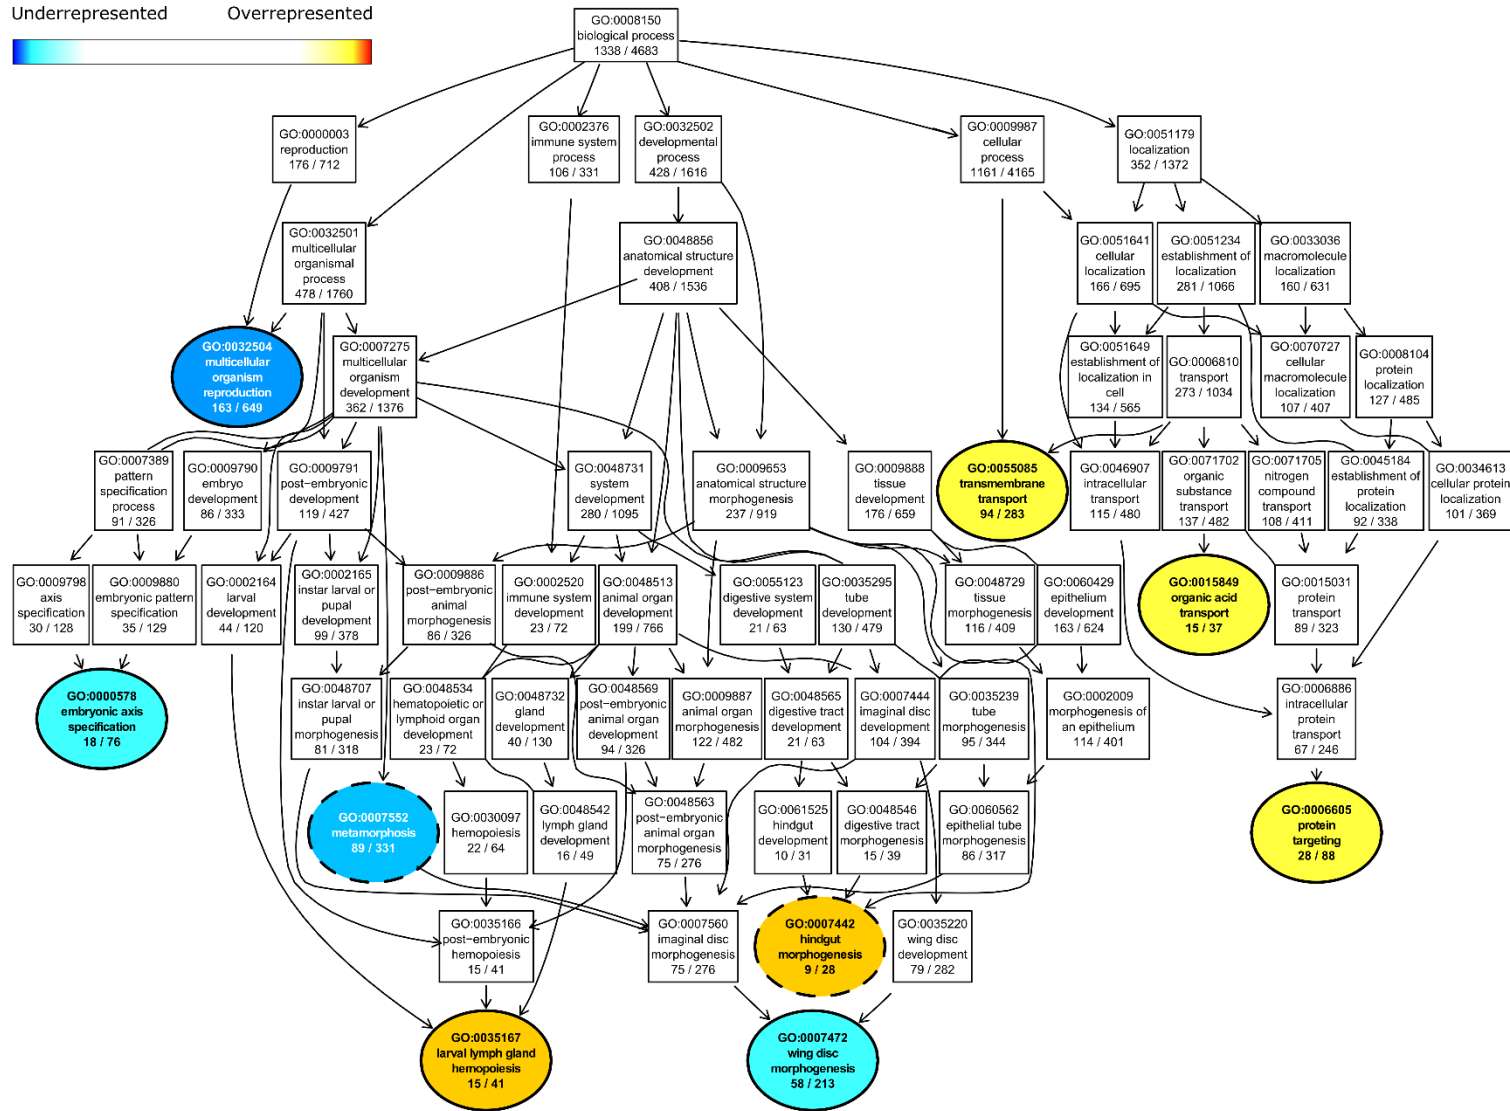 Underrepresented
Overrepresented
GO:0008150
biological process
1338 / 4683
GO:0000003
reproduction
176 / 712
GO:0002376
immune system
process
106 / 331
GO:0032502
developmental
process
428 / 1616
GO:0009987
cellular
process
1161 / 4165
GO:0051179
localization
352 / 1372
GO:0032501
multicellular
organismal
process
478 / 1760
GO:0048856
anatomical structure
development
408 / 1536
GO:0051641
cellular
localization
166 / 695
GO:0051234
establishment of
localization
281 / 1066
GO:0033036
macromolecule
localization
160 / 631
GO:0032504
multicellular
organism
reproduction
163 / 649
GO:0007275
multicellular
organism
development
362 / 1376
GO:0051649
establishment of
localization in
cell
134 / 565
GO:0006810
transport
273 / 1034
GO:0070727
cellular
macromolecule
localization
107 / 407
GO:0008104
protein
localization
127 / 485
GO:0007389
pattern
specification
process
91 / 326
GO:0009790
embryo
development
86 / 333
GO:0009791
post−embryonic
development
119 / 427
GO:0048731
system
development
280 / 1095
GO:0009653
anatomical structure
morphogenesis
237 / 919
GO:0009888
tissue
development
176 / 659
GO:0055085
transmembrane
transport
94 / 283
GO:0046907
intracellular
transport
115 / 480
GO:0071702
organic
substance
transport
137 / 482
GO:0071705
nitrogen
compound
transport
108 / 411
GO:0045184
establishment of
protein
localization
92 / 338
GO:0034613
cellular protein
localization
101 / 369
GO:0009798
axis
specification
30 / 128
GO:0009880
embryonic pattern
specification
35 / 129
GO:0002164
larval
development
44 / 120
GO:0002165
instar larval or
pupal
development
99 / 378
GO:0009886
post−embryonic
animal
morphogenesis
86 / 326
GO:0002520
immune system
development
23 / 72
GO:0048513
animal organ
development
199 / 766
GO:0055123
digestive system
development
21 / 63
GO:0035295
tube
development
130 / 479
GO:0048729
tissue
morphogenesis
116 / 409
GO:0060429
epithelium
development
163 / 624
GO:0015849
organic acid
transport
15 / 37
GO:0015031
protein
transport
89 / 323
GO:0000578
embryonic axis
specification
18 / 76
GO:0048707
instar larval or
pupal
morphogenesis
81 / 318
GO:0048534
hematopoietic or
lymphoid organ
development
23 / 72
GO:0048732
gland
development
40 / 130
GO:0048569
post−embryonic
animal organ
development
94 / 326
GO:0009887
animal organ
morphogenesis
122 / 482
GO:0048565
digestive tract
development
21 / 63
GO:0007444
imaginal disc
development
104 / 394
GO:0035239
tube
morphogenesis
95 / 344
GO:0002009
morphogenesis of
an epithelium
114 / 401
GO:0006886
intracellular
protein
transport
67 / 246
GO:0007552
metamorphosis
89 / 331
GO:0030097
hemopoiesis
22 / 64
GO:0048542
lymph gland
development
16 / 49
GO:0048563
post−embryonic
animal organ
morphogenesis
75 / 276
GO:0061525
hindgut
development
10 / 31
GO:0048546
digestive tract
morphogenesis
15 / 39
GO:0060562
epithelial tube
morphogenesis
86 / 317
GO:0006605
protein
targeting
28 / 88
GO:0035166
post−embryonic
hemopoiesis
15 / 41
GO:0007560
imaginal disc
morphogenesis
75 / 276
GO:0007442
hindgut
morphogenesis
9 / 28
GO:0035220
wing disc
development
79 / 282
GO:0035167
larval lymph gland
hemopoiesis
15 / 41
GO:0007472
wing disc
morphogenesis
58 / 213